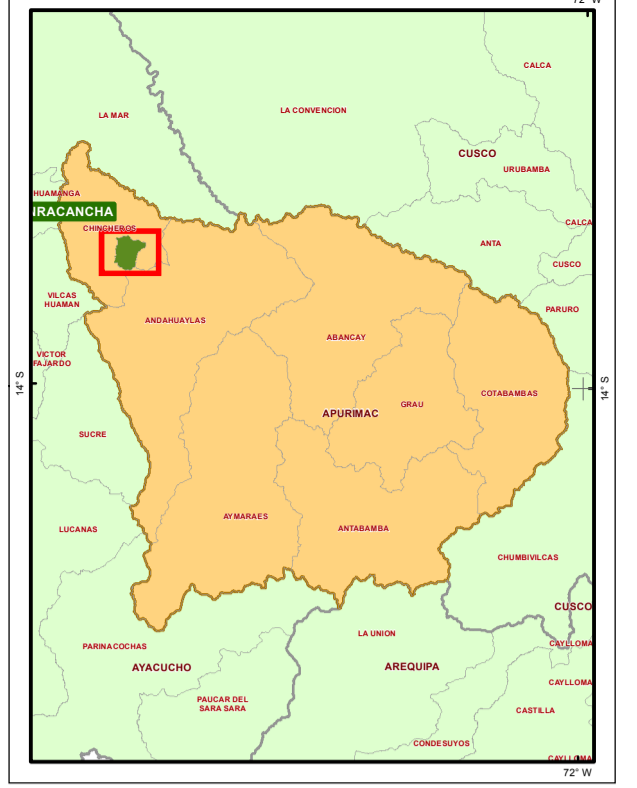 72° W
CALCA
LA CONVENCION
LA MAR
CUSCO
URUBAMBA
HUAMANGA
IRACANCHA
CALCA
CHINCHEROS
ANTA
CUSCO
VILCAS
HUAMAN
PARURO
ANDAHUAYLAS
ABANCAY
VICTOR
FAJARDO
14° S
14° S
COTABAMBAS
GRAU
APURIMAC
SUCRE
AYMARAES
ANTABAMBA
LUCANAS
CHUMBIVILCAS
CUSCO
LA UNION
CAYLLOMA
PARINACOCHAS
AYACUCHO
AREQUIPA
CAYLLOMA
PAUCAR DEL
SARA SARA
CASTILLA
CONDESUYOS
CAYLLOMA
72° W